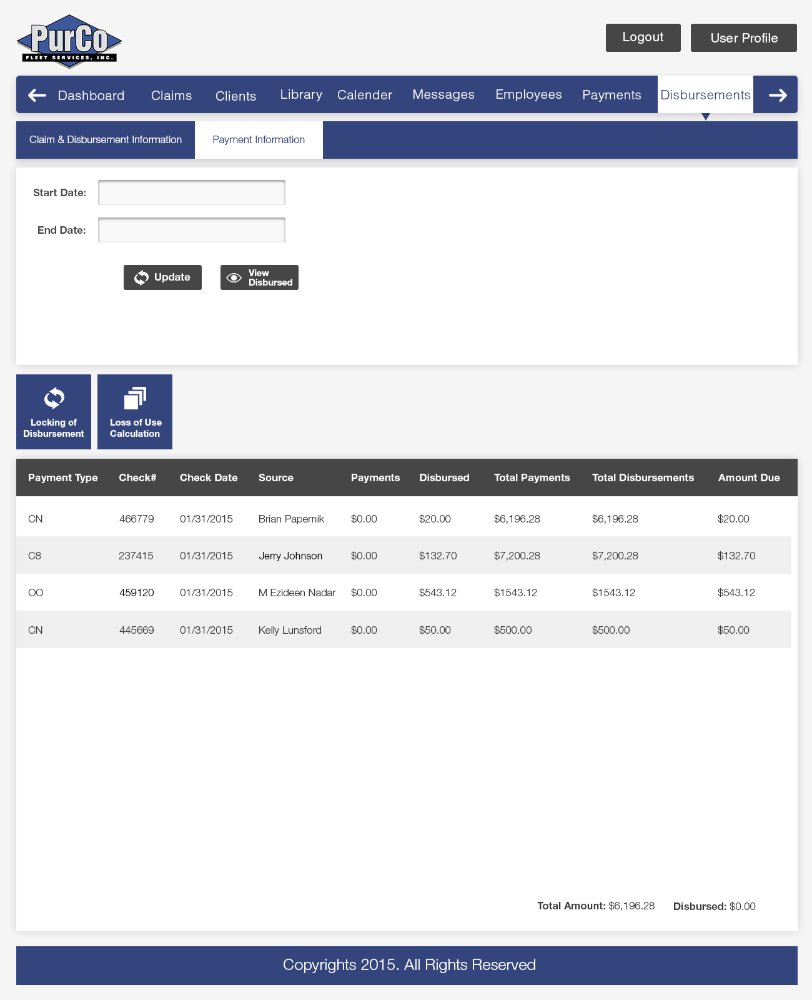 PurCo
FLEET SERVICES, INC.
Logout
User Profile
Dashboard Claims Clients Library Calender Messages Employees Payments Disbursements
Claim & Disbursement Information Payment Information
Start Date:
End Date:
Update
View
Disbursed
Locking of
Disbursement
Loss of Use
Calculation
Payment Type Check# Check Date Source Payments Disbursed Total Payments Total Disbursements Amount Due
CN 466779 01/31/2015 Brian Papernik $0.00 $20.00 $6,196.28 $6,196.28 $20.00
C8 237415 01/31/2015 Jerry Johnson $0.00 $132.70 $7,200.28 $7,200.28 $132.70
OO 459120 01/31/2015 M Ezideen Nadar $0.00 $543.12 $1543.12 $1543.12 $543.12
CN 445669 01/31/2015 Kelly Lunsford $0.00 $50.00 $500.00 $500.00 $50.00
Total Amount: $6,196.28 Disbursed: $0.00
Copyrights 2015. All Rights Reserved